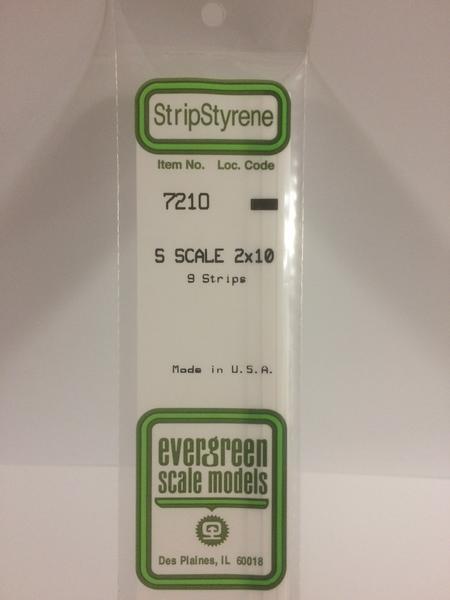 StripStyrene
Item No. Loc. Code
7210
S SCALE 2x10
9 Strips
Made in U.S.A.
evergreen
scale models
Des Plaines, IL 60018